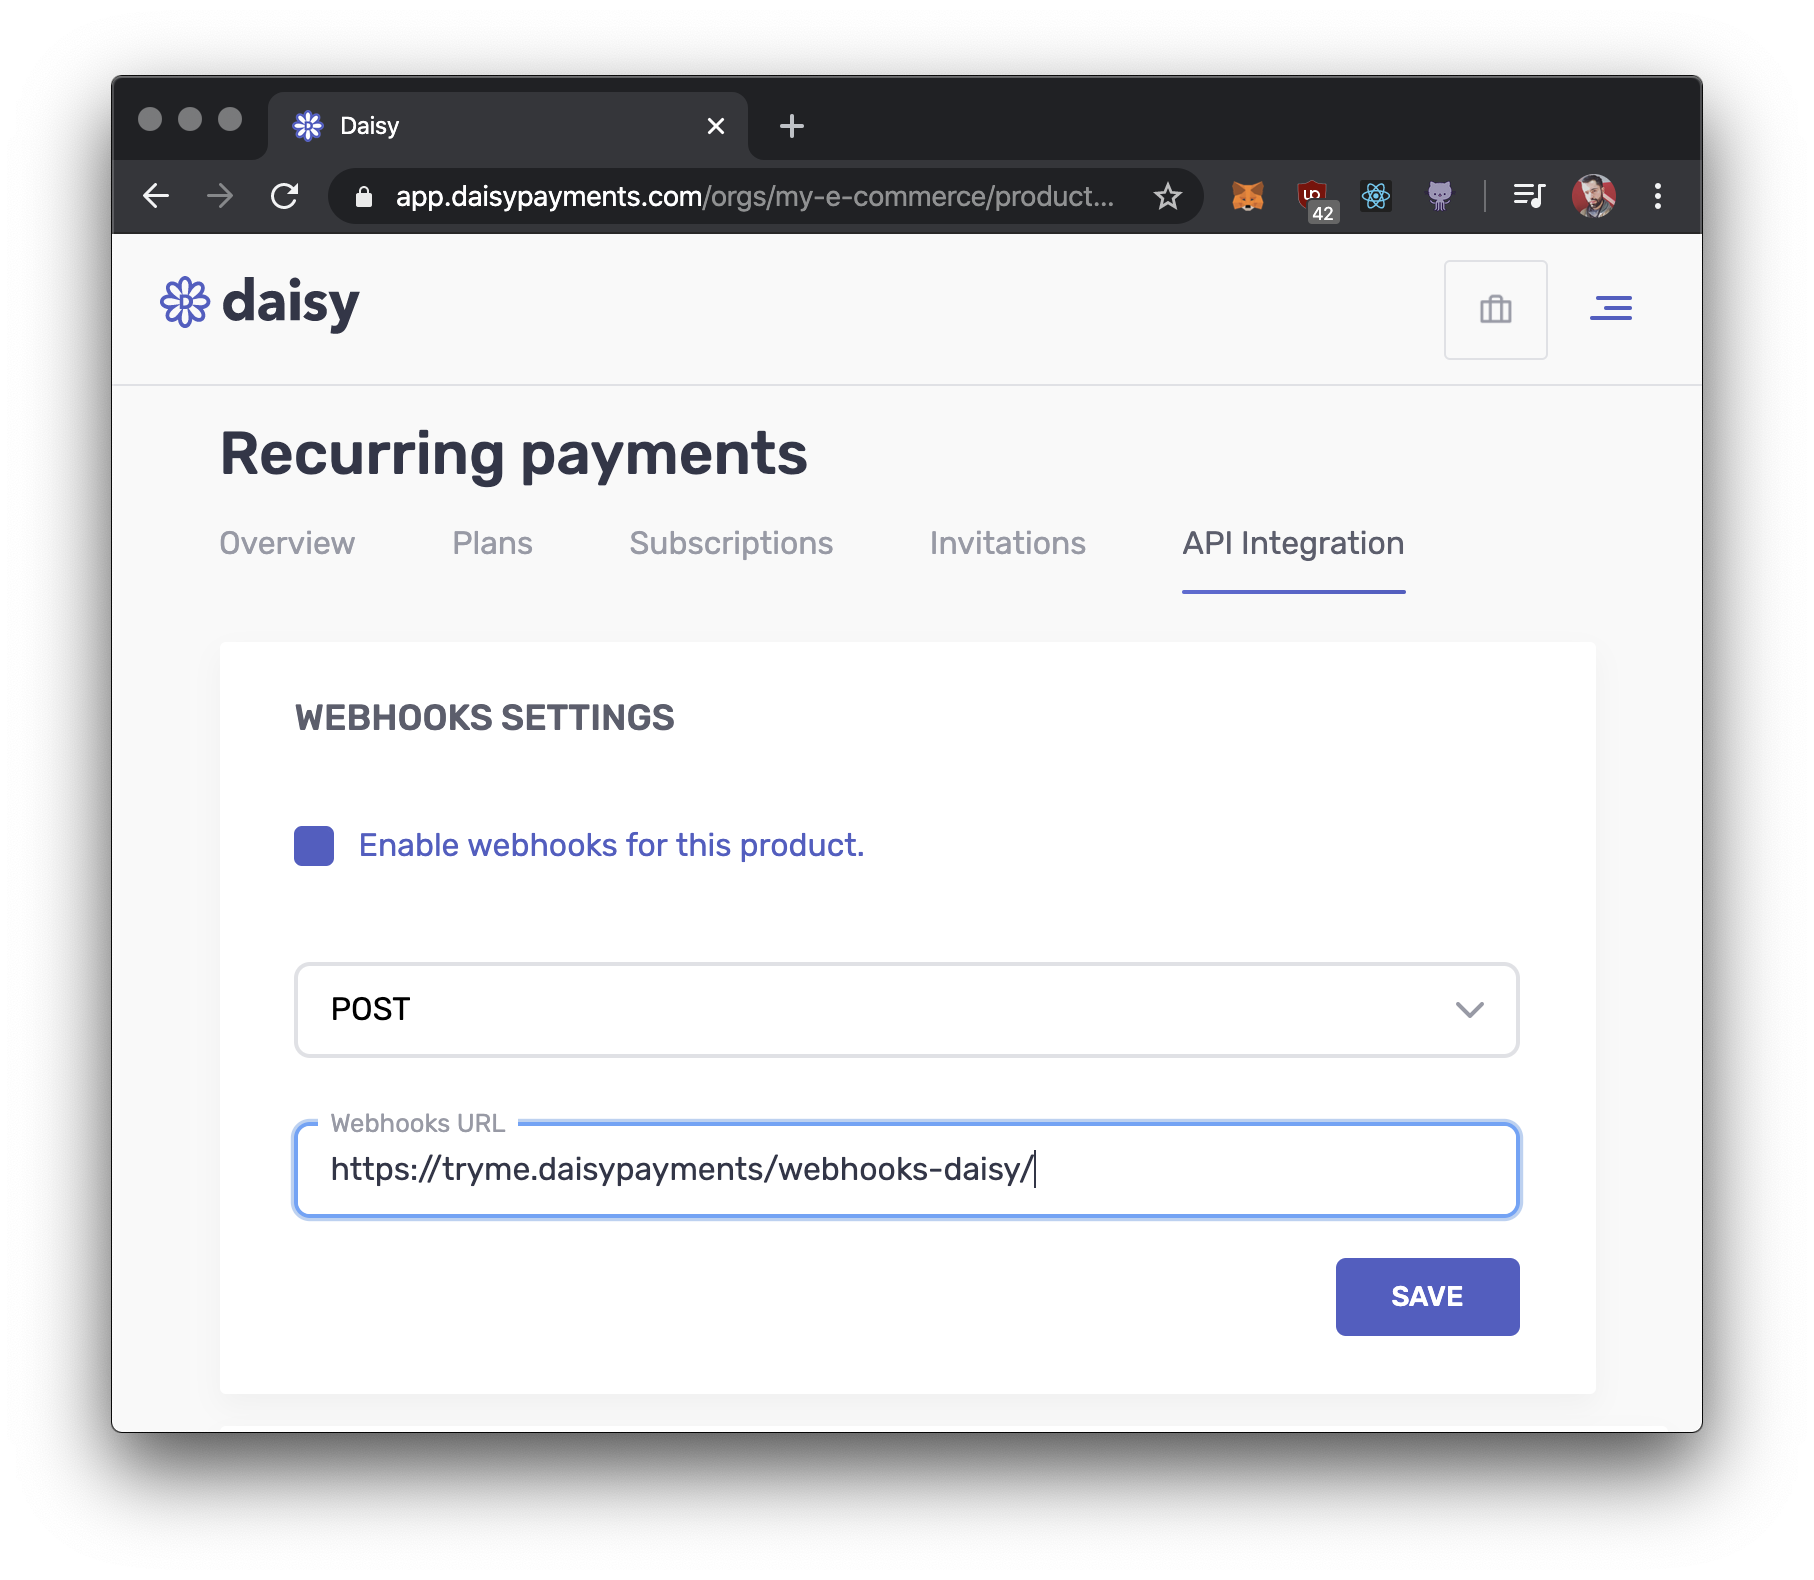 Daisy
app.daisypayments.com/orgs/my-e-commerce/product...
42
daisy
Recurring payments
Overview Plans Subscriptions Invitations API Integration
WEBHOOKS SETTINGS
Enable webhooks for this product.
POST
Webhooks URL
https://tryme.daisypayments/webhooks-daisy/
SAVE